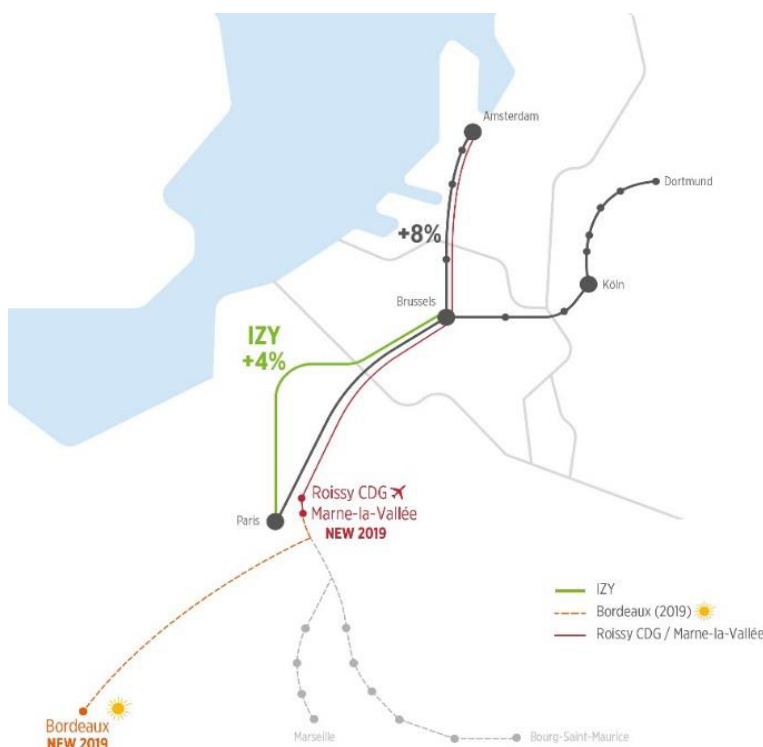 Amsterdam
Dortmund
+8%
Köln
Brussels
IZY
+4%
Roissy CDG
Paris
Marne-la-Vallée
NEW 2019
IZY
Bordeaux (2019)
Roissy CDG / Marne-la-Vallée
Bordeaux
NEW 2019
Marseille
Bourg-Saint-Maurice